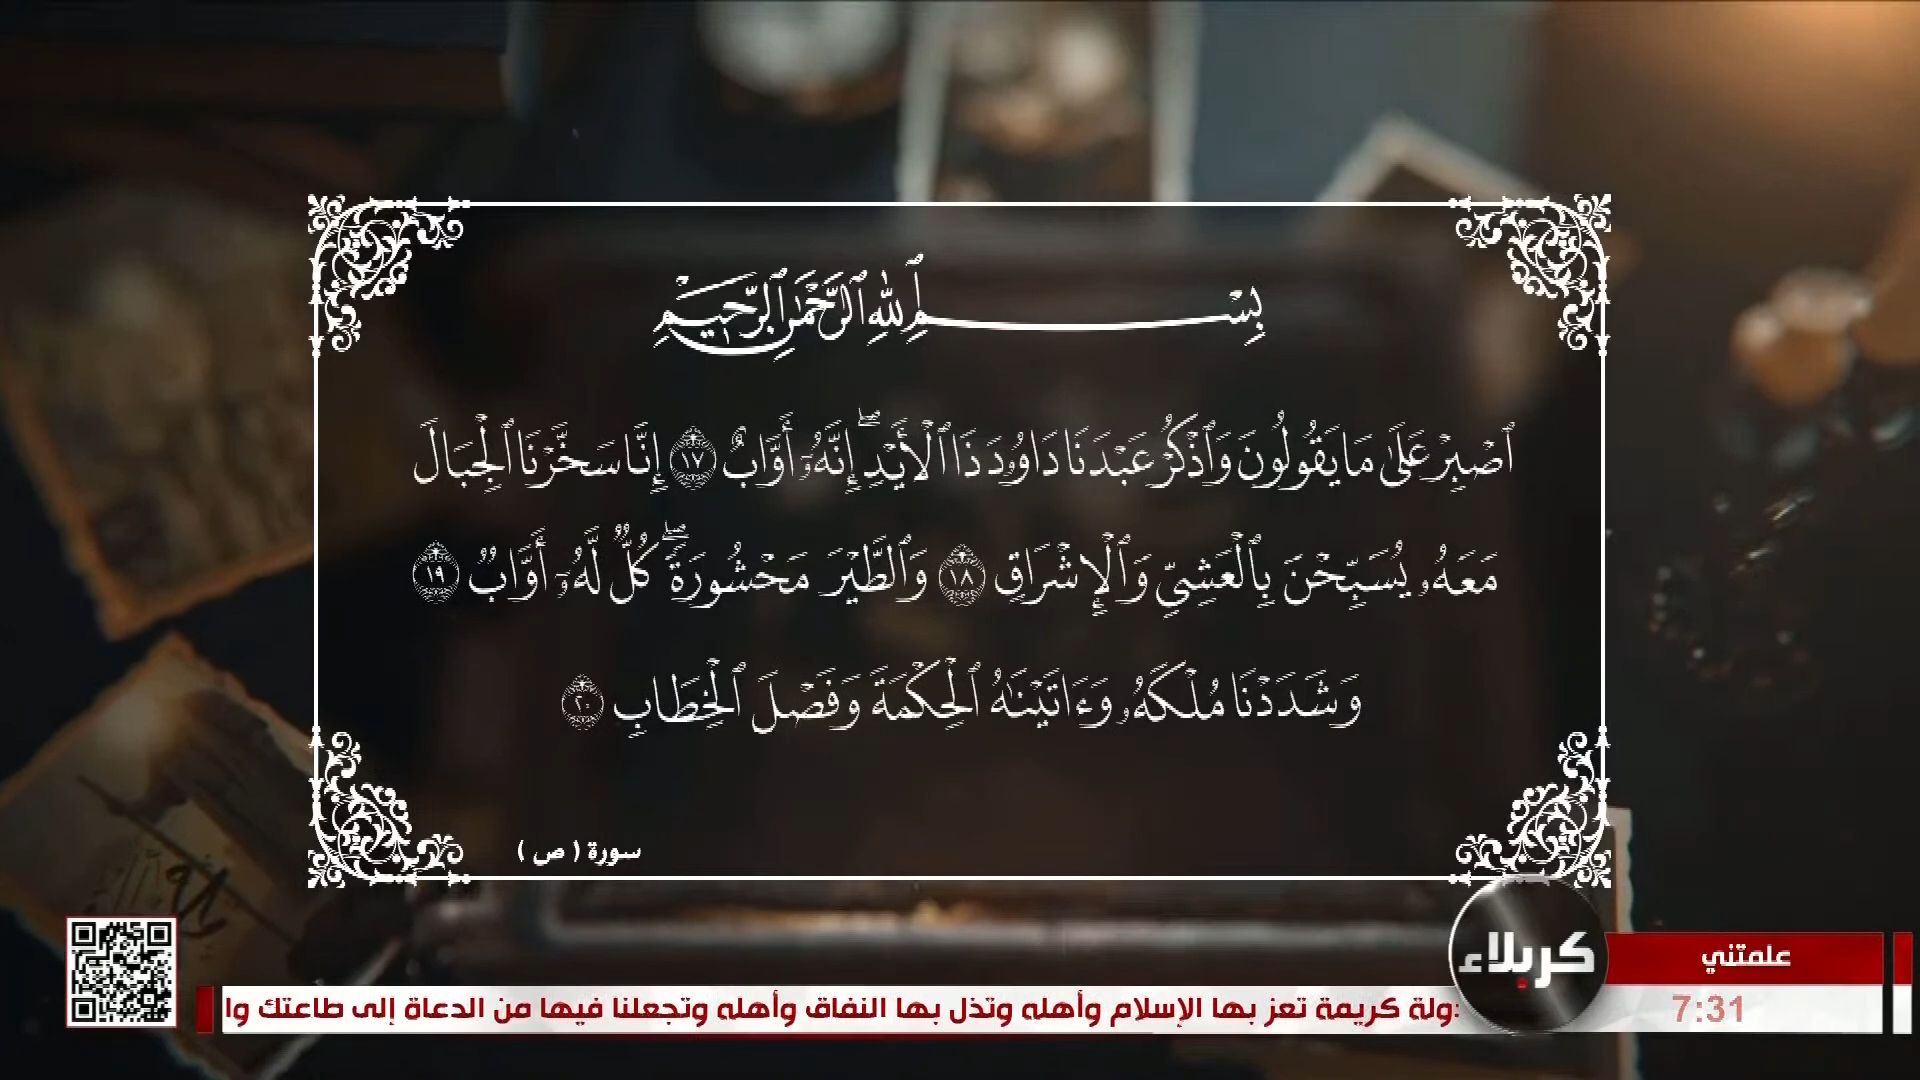 بِسْمِ ٱللَّهِ ٱلرَّحْمَٰنِ ٱلرَّحِيمِ
ٱصْبِرْ عَلَىٰ مَا يَقُولُونَ وَٱذْكُرْ عَبْدَنَا دَاوُۥدَ ذَا ٱلْأَيْدِۖ إِنَّهُۥٓ أَوَّابٌ ١٧ إِنَّا سَخَّرْنَا ٱلْجِبَالَ
مَعَهُۥ يُسَبِّحْنَ بِٱلْعَشِىِّ وَٱلْإِشْرَاقِ ١٨ وَٱلطَّيْرَ مَحْشُورَةًۖ كُلٌّ لَّهُۥٓ أَوَّابٌ ١٩
وَشَدَدْنَا مُلْكَهُۥ وَءَاتَيْنَٰهُ ٱلْحِكْمَةَ وَفَصْلَ ٱلْخِطَابِ ٢٠
سورة ( ص )
كربلاء
علمتني
ولة كريمة تعز بها الإسلام وأهله وتذل بها النفاق وأهله وتجعلنا فيها من الدعاة إلى طاعتك وا
7:31